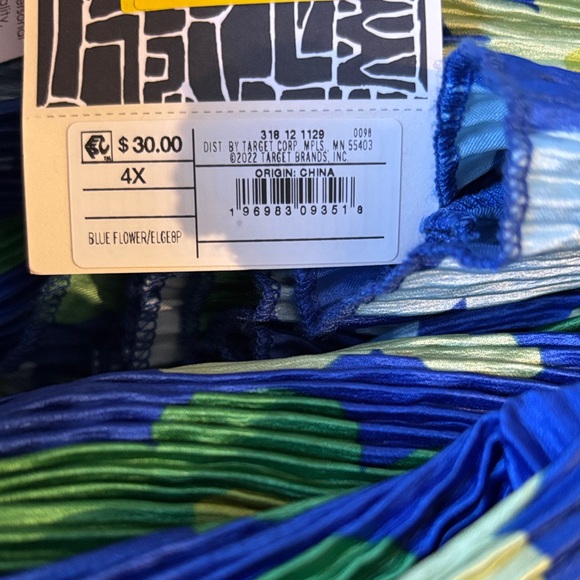 $ 30.00
4X
BLUE FLOWER/ELGE8P
318 12 1129 0098
DIST. BY TARGET CORP. MPLS, MN 55403
©2022 TARGET BRANDS, INC.
ORIGIN: CHINA
1 96983 09351 8